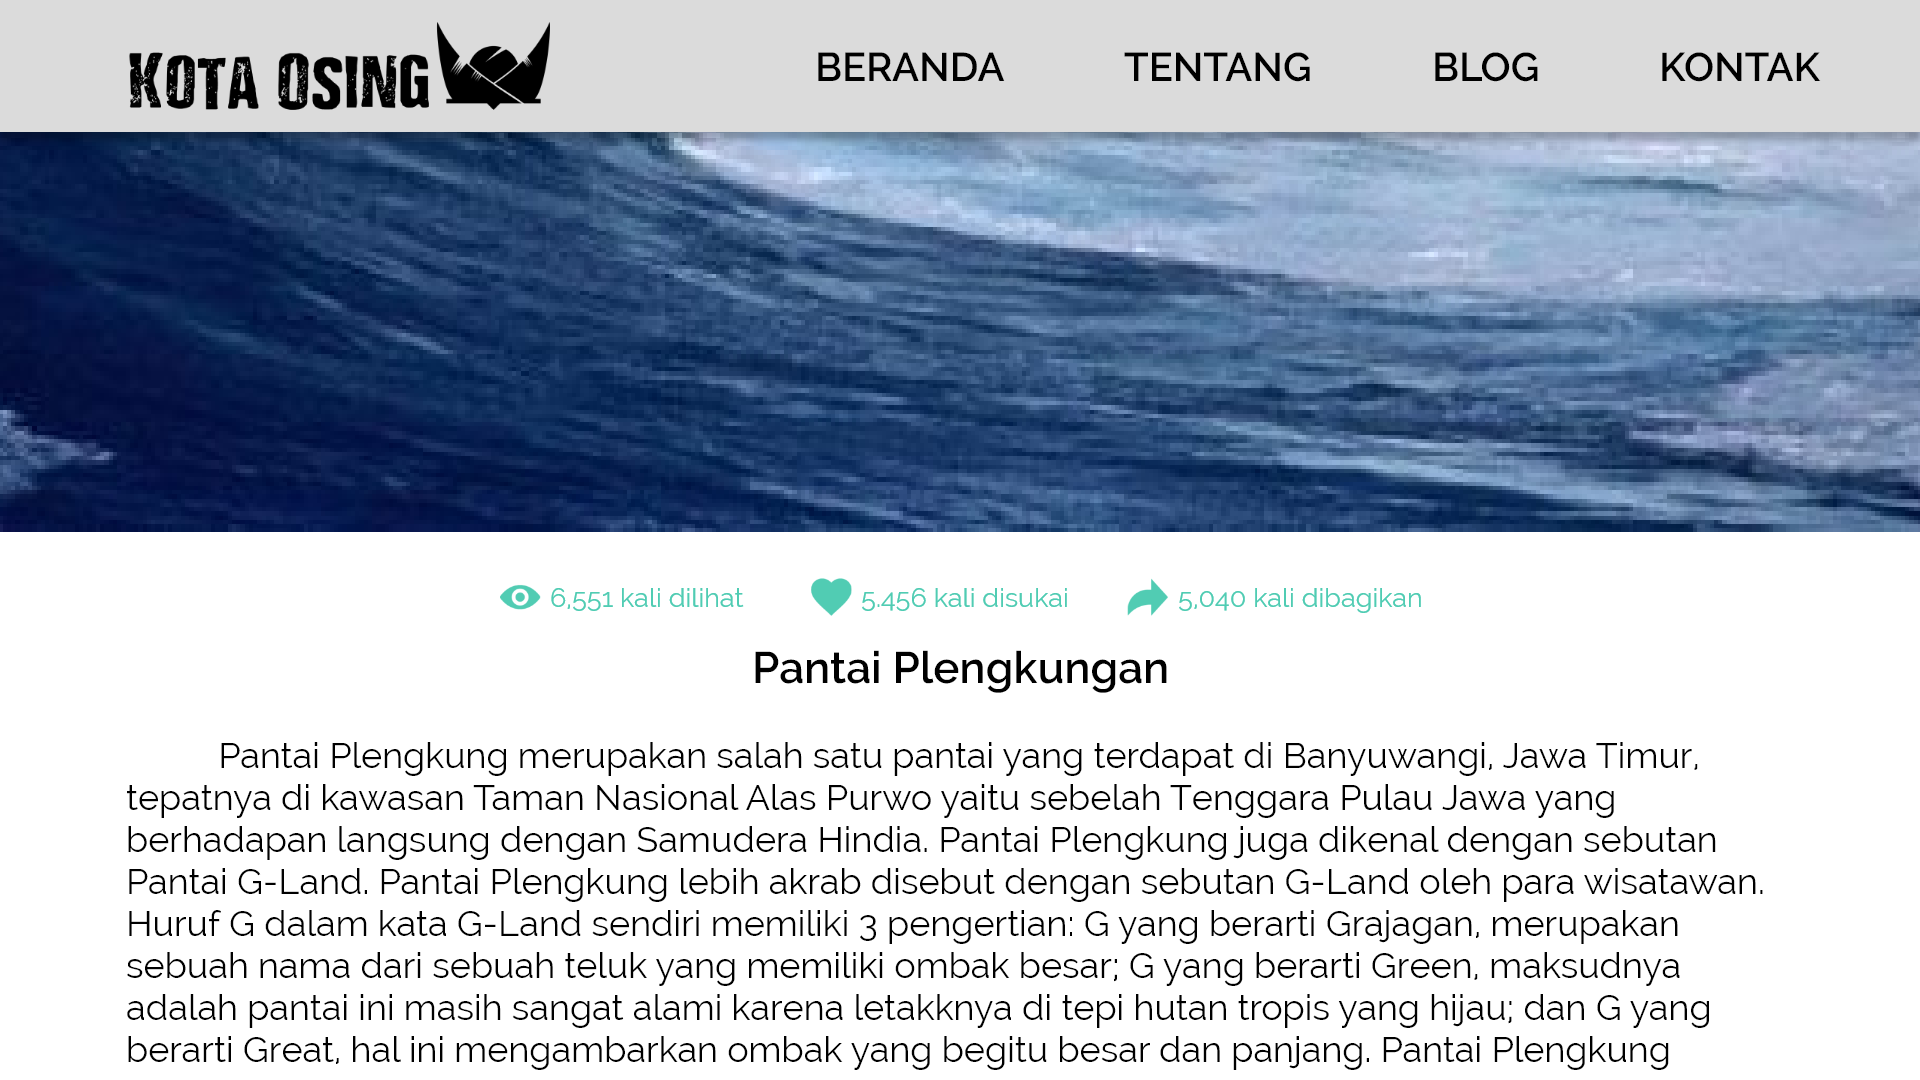 KOTA OSING
BERANDA TENTANG BLOG KONTAK
6,551 kali dilihat 5.456 kali disukai 5,040 kali dibagikan
Pantai Plengkungan
Pantai Plengkung merupakan salah satu pantai yang terdapat di Banyuwangi, Jawa Timur,
tepatnya di kawasan Taman Nasional Alas Purwo yaitu sebelah Tenggara Pulau Jawa yang
berhadapan langsung dengan Samudera Hindia. Pantai Plengkung juga dikenal dengan sebutan
Pantai G-Land. Pantai Plengkung lebih akrab disebut dengan sebutan G-Land oleh para wisatawan.
Huruf G dalam kata G-Land sendiri memiliki 3 pengertian: G yang berarti Grajagan, merupakan
sebuah nama dari sebuah teluk yang memiliki ombak besar; G yang berarti Green, maksudnya
adalah pantai ini masih sangat alami karena letakknya di tepi hutan tropis yang hijau; dan G yang
berarti Great, hal ini mengambarkan ombak yang begitu besar dan panjang. Pantai Plengkung